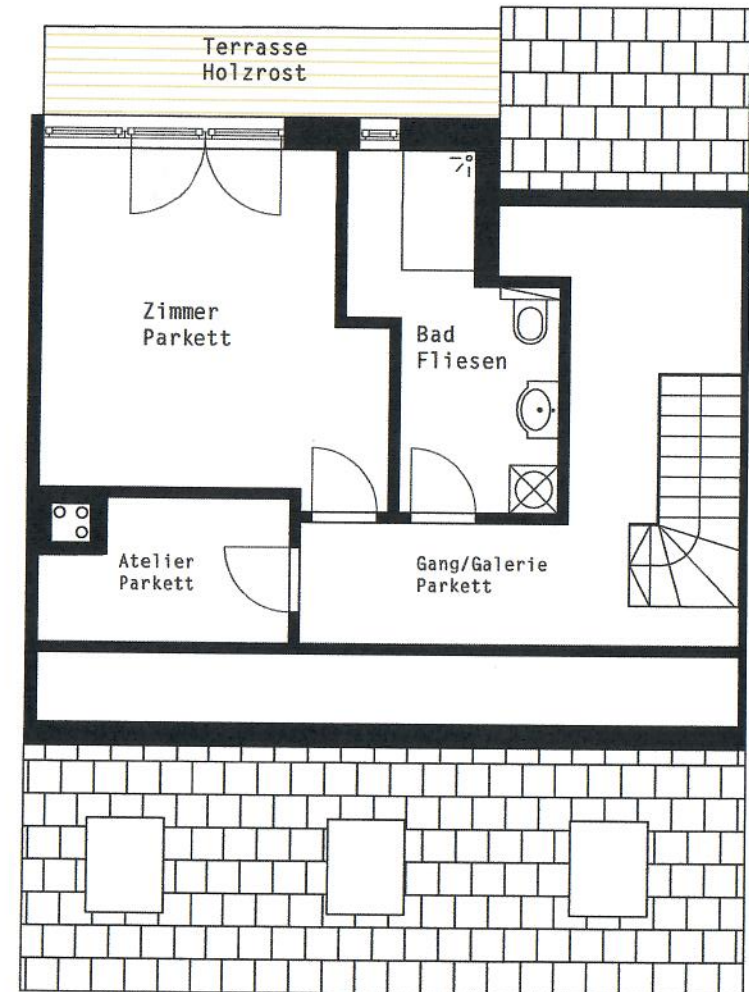 Terrasse
Holzrost
Zimmer
Parkett
Bad
Fliesen
Atelier
Parkett
Gang/Galerie
Parkett